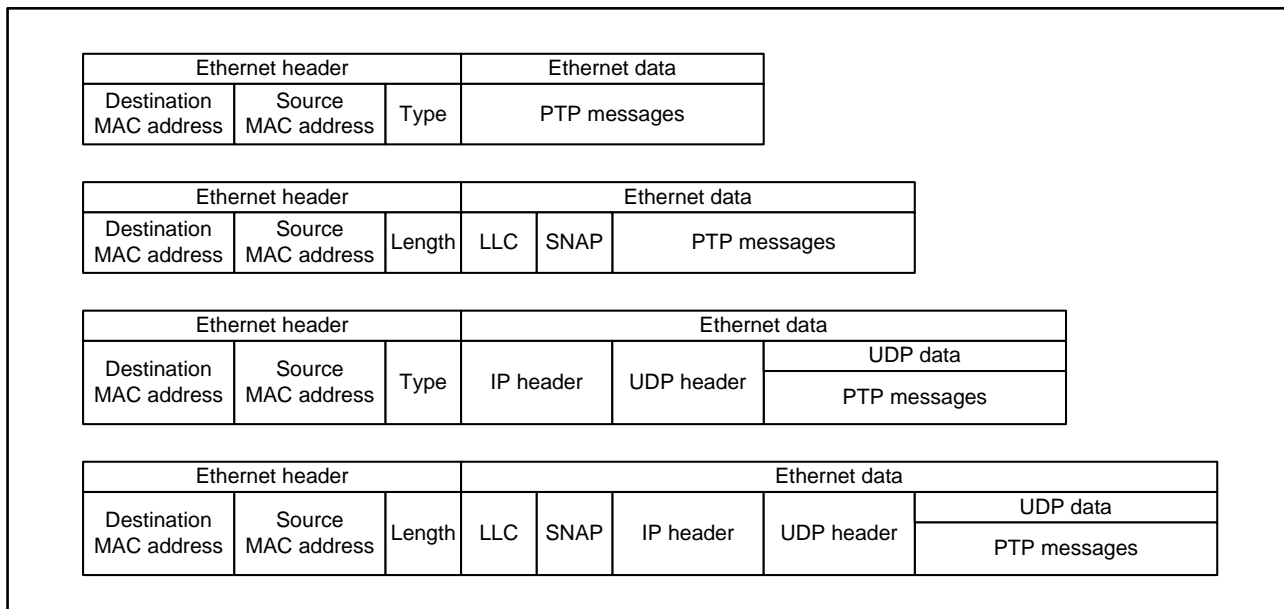 Ethernet header Ethernet data
Destination MAC address Source MAC address Type PTP messages
Ethernet header Ethernet data
Destination MAC address Source MAC address Length LLC SNAP PTP messages
Ethernet header Ethernet data
Destination MAC address Source MAC address Type IP header UDP header UDP data
PTP messages
Ethernet header Ethernet data
Destination MAC address Source MAC address Length LLC SNAP IP header UDP header UDP data
PTP messages